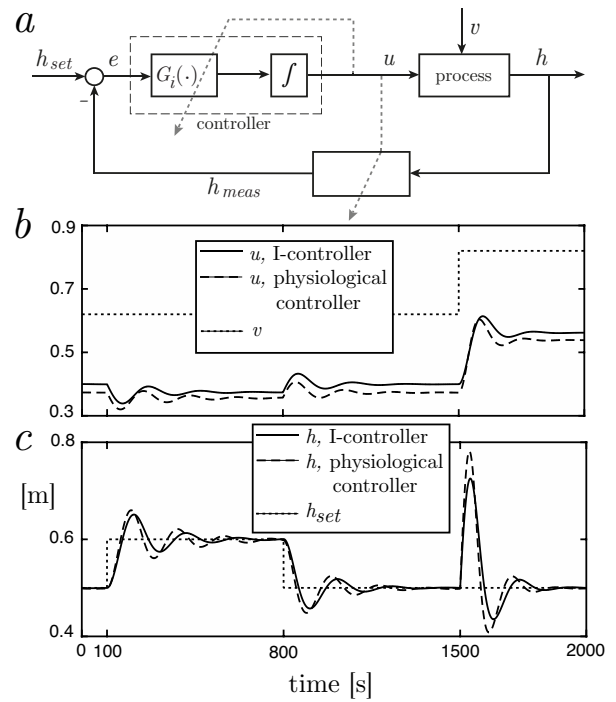 a
h_set
e
G_i(.)
∫
u
process
v
h
controller
–
h_meas
b
0.9
0.7
0.5
0.3
u, I-controller
u, physiological
controller
v
c
[m]
0.8
0.6
0.4
h, I-controller
h, physiological
controller
h_set
0 100 800 1500 2000
time [s]